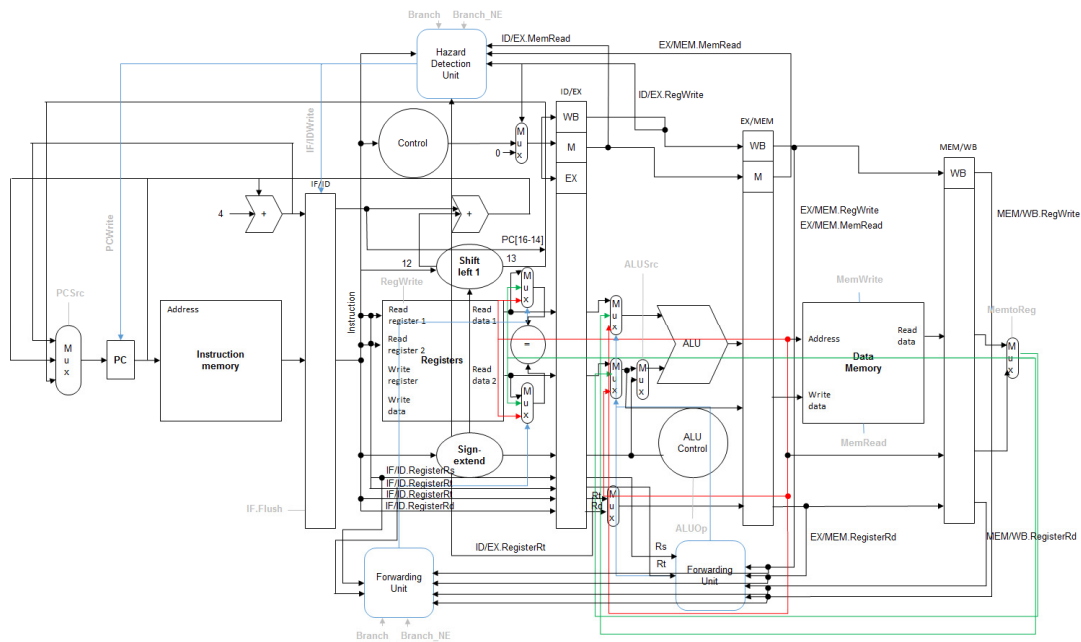 Branch
Branch_NE
Hazard
Detection
Unit
ID/EX.MemRead
EX/MEM.MemRead
ID/EX.RegWrite
ID/EX
EX/MEM
MEM/WB
WB
M
EX
WB
M
WB
Control
M
u
x
0
IF/IDWrite
PCWrite
IF/ID
4
+
+
PC[16-14]
EX/MEM.RegWrite
EX/MEM.MemRead
MEM/WB.RegWrite
Shift
left 1
12
13
PCSrc
M
u
x
PC
Address
Instruction
memory
Instruction
RegWrite
Read
register 1
Read
register 2
Write
register
Write
data
Registers
Read
data 1
Read
data 2
M
u
x
=
M
u
x
ALUSrc
M
u
x
M
u
x
M
u
x
ALU
MemWrite
Address
Read
data
Data
Memory
Write
data
MemRead
MemtoReg
M
u
x
Sign-
extend
ALU
Control
ALUOp
IF/ID.RegisterRs
IF/ID.RegisterRt
IF/ID.RegisterRt
IF/ID.RegisterRd
IF.Flush
Rt
Rd
M
u
x
EX/MEM.RegisterRd
MEM/WB.RegisterRd
ID/EX.RegisterRt
Rs
Rt
Forwarding
Unit
Forwarding
Unit
Branch
Branch_NE